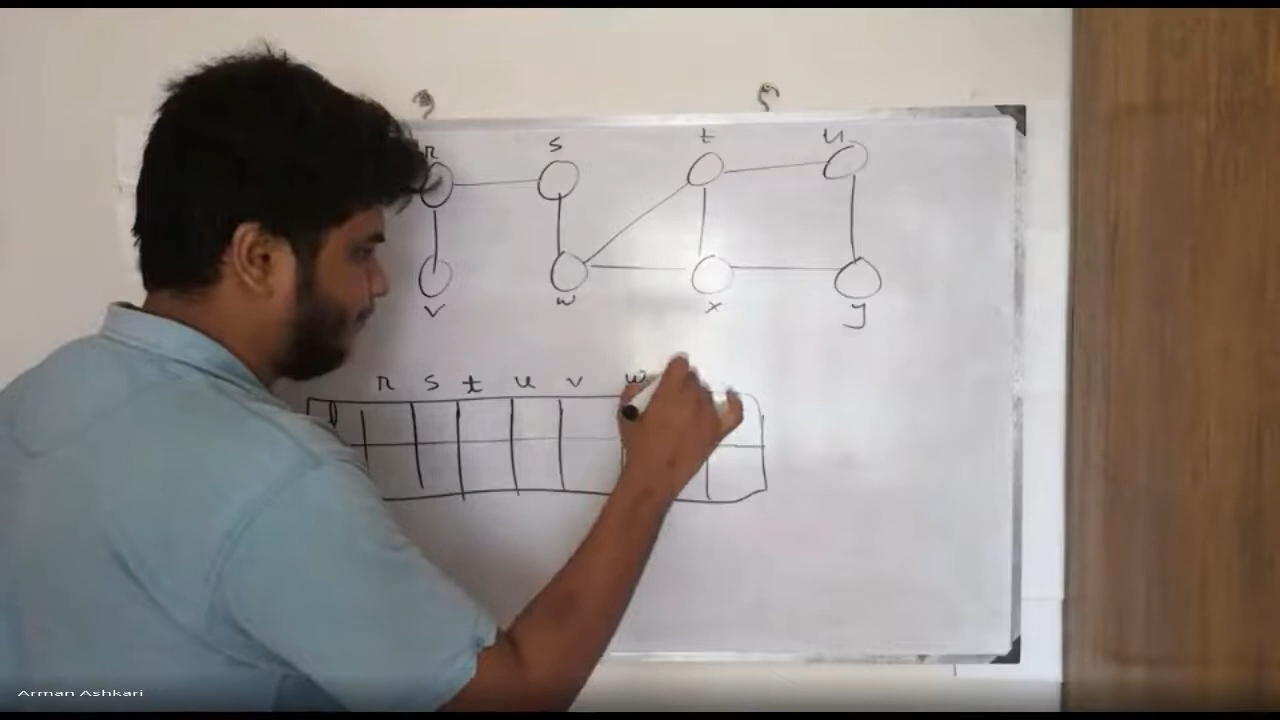 r s t u
v w x y
r s t u v w
D
Arman Ashkari